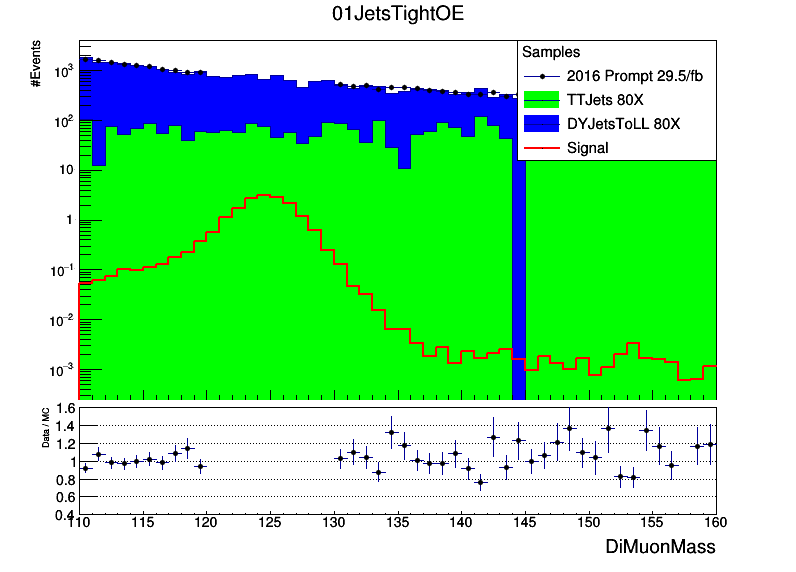 01JetsTightOE
#Events
Samples
2016 Prompt 29.5/fb
TTJets 80X
DYJetsToLL 80X
Signal
10³
10²
10
1
10⁻¹
10⁻²
10⁻³
Data / MC
1.6
1.4
1.2
1
0.8
0.6
0.4
110 115 120 125 130 135 140 145 150 155 160
DiMuonMass